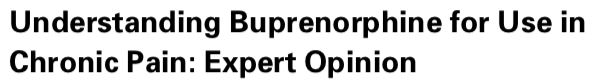 Understanding Buprenorphine for Use in
Chronic Pain: Expert Opinion